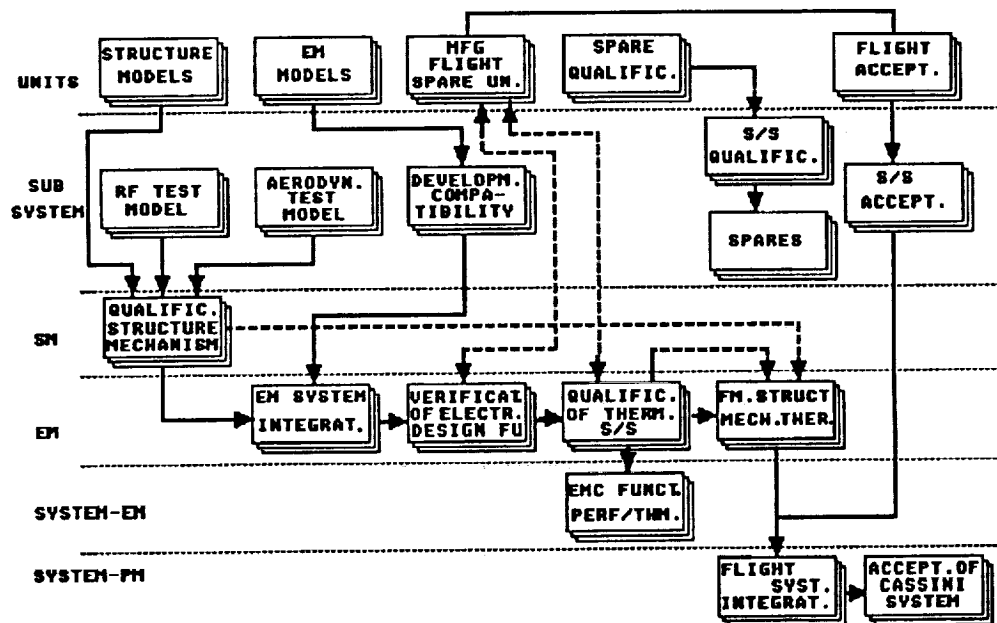 STRUCTURE
MODELS
EM
MODELS
MFG
FLIGHT
SPARE UN.
SPARE
QUALIFIC.
FLIGHT
ACCEPT.
UNITS
S/S
QUALIFIC.
SUB
SYSTEM
RF TEST
MODEL
AERODYN.
TEST
MODEL
DEVELOPM.
COMPA-
TIBILITY
S/S
ACCEPT.
SPARES
SM
QUALIFIC.
STRUCTURE
MECHANISM
EM
EM SYSTEM
INTEGRAT.
VERIFICAT.
OF ELECTR.
DESIGN FU
QUALIFIC.
OF THERM.
S/S
FM.STRUCT
MECH.THER.
SYSTEM-EM
EMC FUNCT.
PERF/THM.
SYSTEM-PM
FLIGHT
SYST.
INTEGRAT.
ACCEPT.OF
CASSINI
SYSTEM